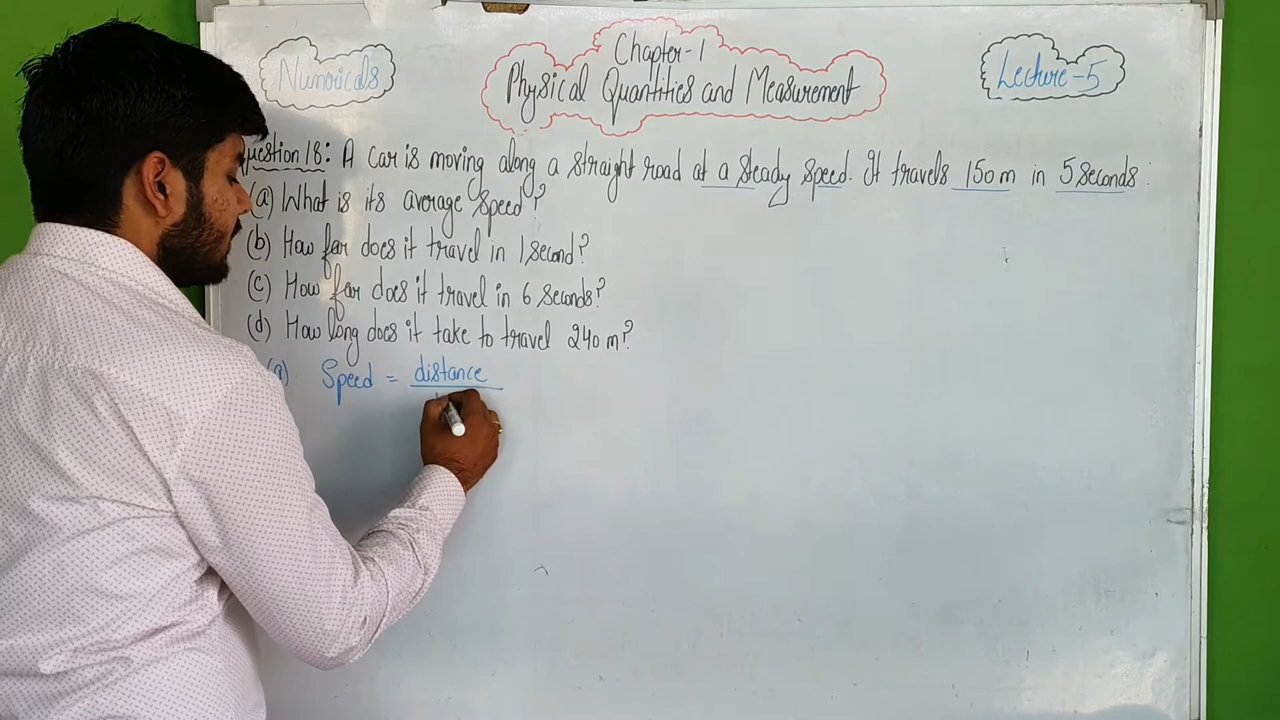 Numericals
Chapter-1
Physical Quantities and Measurement
Lecture-5
uestion 18: A car is moving along a straight road at a steady speed. It travels 150 m in 5 seconds:
(a) What is its average speed?
(b) How far does it travel in 1 second?
(c) How far does it travel in 6 seconds?
(d) How long does it take to travel 240 m?
(a) Speed = distance